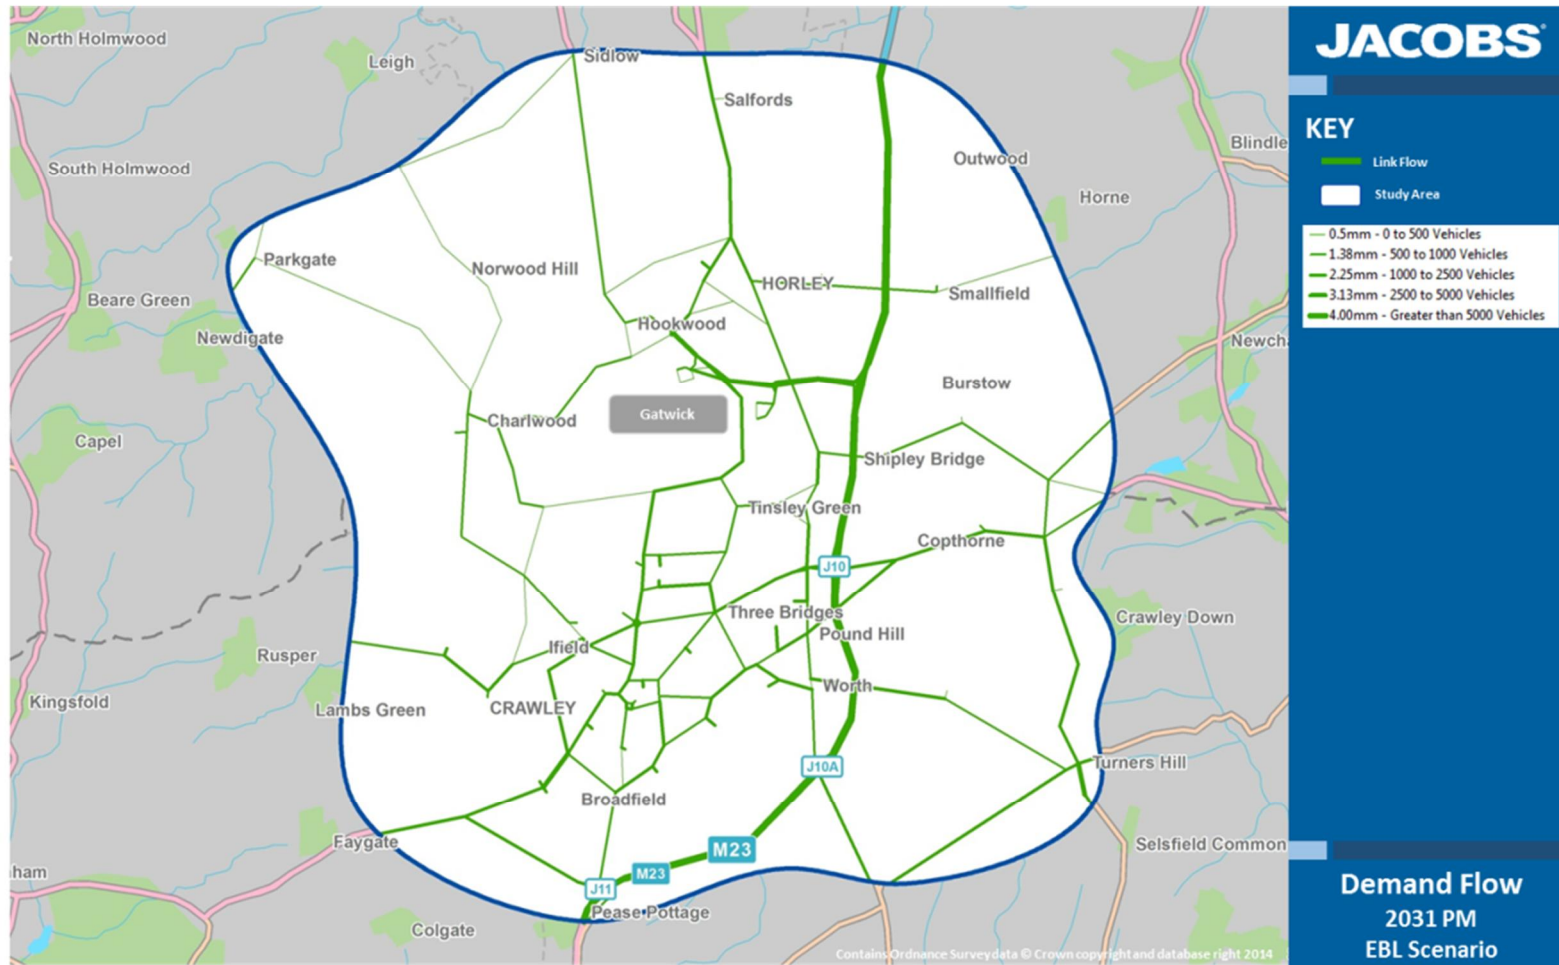 North Holmwood
Leigh
Sidlow
Salfords
Outwood
Blindle
South Holmwood
Horne
Parkgate
Norwood Hill
HORLEY
Smallfield
Beare Green
Hookwood
Newdigate
Newch
Burstow
Charlwood
Gatwick
Capel
Shipley Bridge
Tinsley Green
Copthorne
J10
Three Bridges
Crawley Down
Pound Hill
Ifield
Rusper
Worth
Kingsfold
Lambs Green
CRAWLEY
J10A
Turners Hill
Broadfield
Faygate
M23
Selsfield Common
M23
ham
J11
Pease Pottage
Colgate
Contains Ordnance Survey data © Crown copyright and database right 2014
JACOBS
KEY
Link Flow
Study Area
0.5mm - 0 to 500 Vehicles
1.38mm - 500 to 1000 Vehicles
2.25mm - 1000 to 2500 Vehicles
3.13mm - 2500 to 5000 Vehicles
4.00mm - Greater than 5000 Vehicles
Demand Flow
2031 PM
EBL Scenario